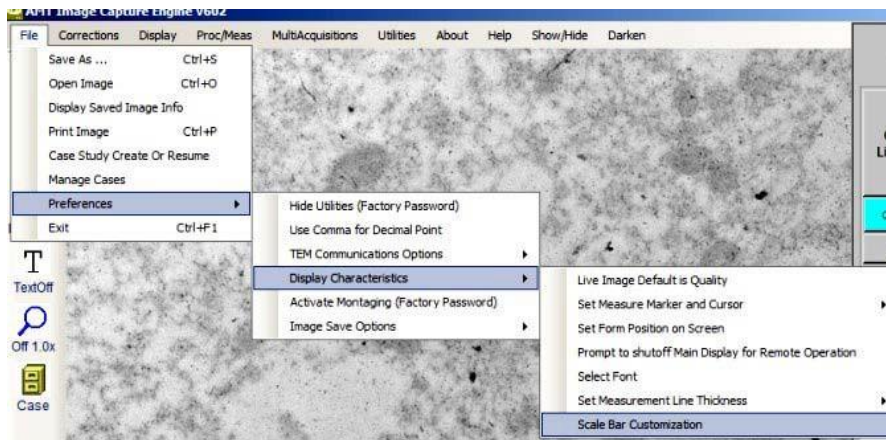 AMT Image Capture Engine V602
File Corrections Display Proc/Meas MultiAcquisitions Utilities About Help Show/Hide Darken
Save As ... Ctrl+S
Open Image Ctrl+O
Display Saved Image Info
Print Image Ctrl+P
Case Study Create Or Resume
Manage Cases
Preferences
Exit Ctrl+F1
Hide Utilities (Factory Password)
Use Comma for Decimal Point
TEM Communications Options
Display Characteristics
Activate Montaging (Factory Password)
Image Save Options
Live Image Default is Quality
Set Measure Marker and Cursor
Set Form Position on Screen
Prompt to shutoff Main Display for Remote Operation
Select Font
Set Measurement Line Thickness
Scale Bar Customization
T
TextOff
Off 1.0x
Case
Li